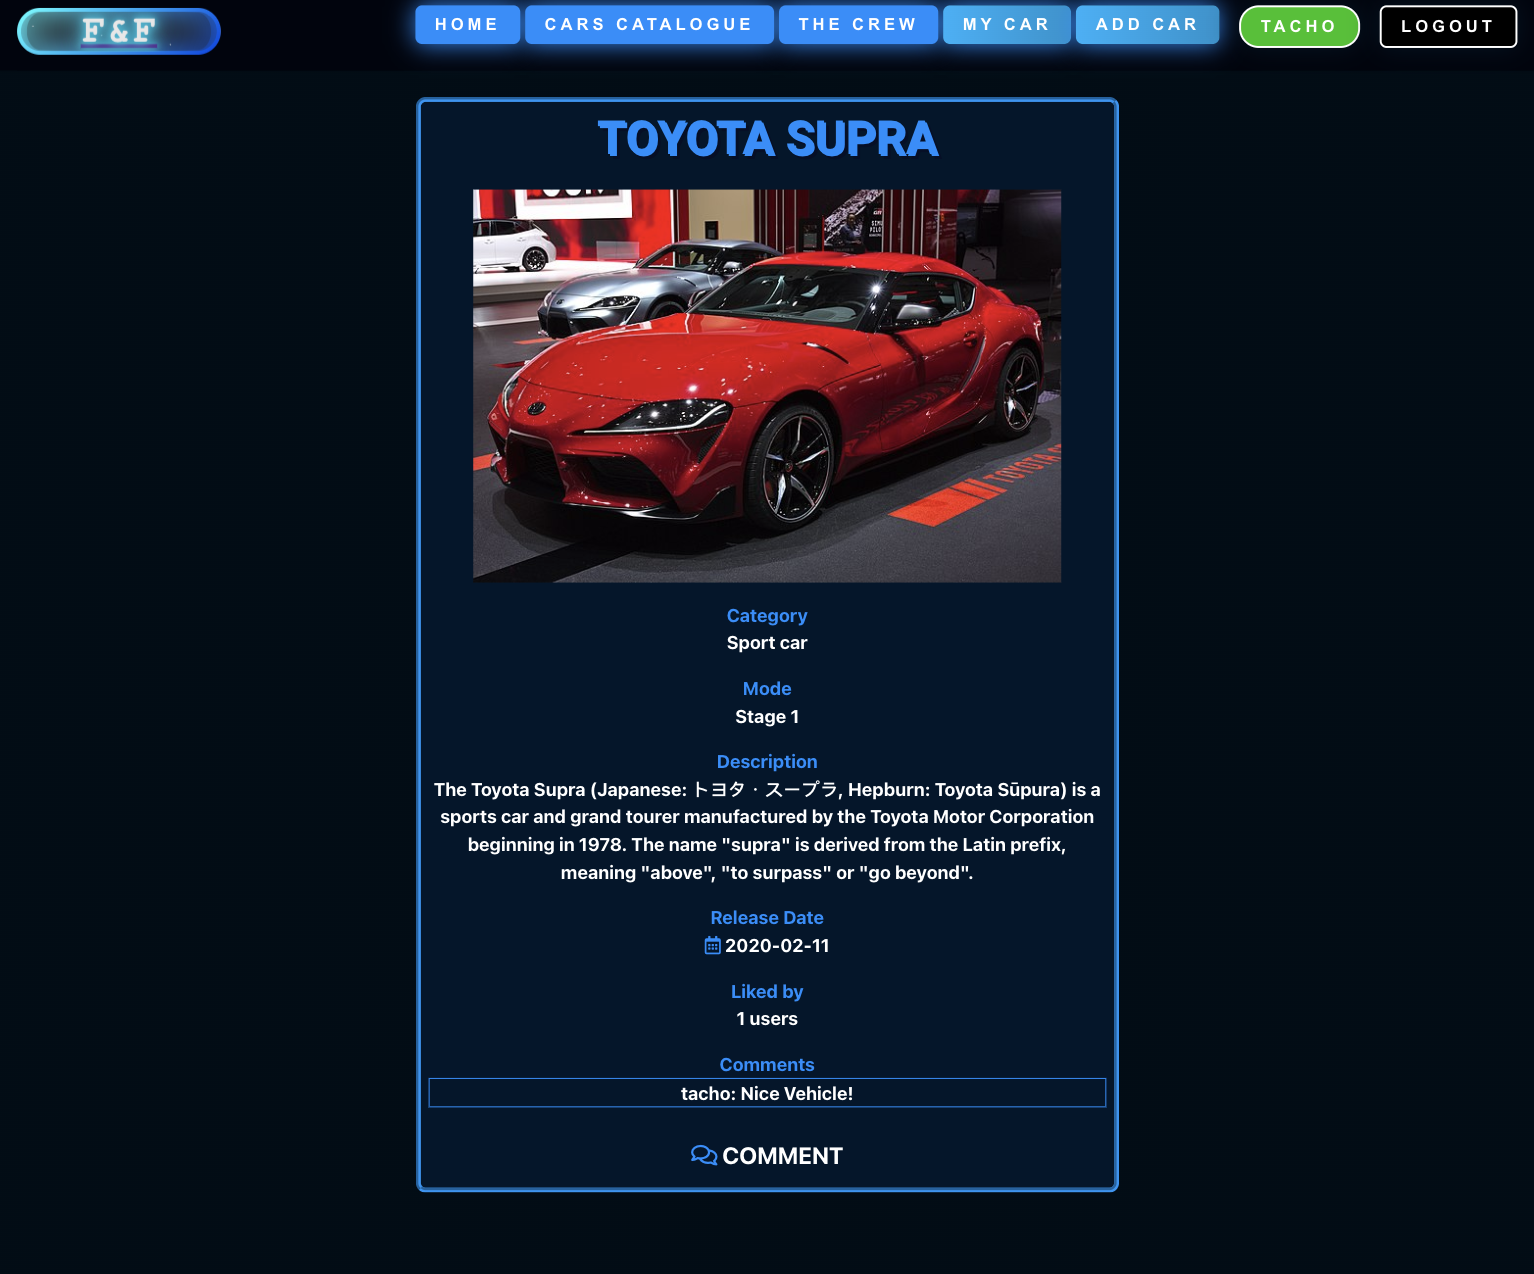 F&F
HOME
CARS CATALOGUE
THE CREW
MY CAR
ADD CAR
TACHO
LOGOUT
TOYOTA SUPRA
TOYOTA
Category
Sport car
Mode
Stage 1
Description
The Toyota Supra (Japanese: トヨタ・スープラ, Hepburn: Toyota Sūpura) is a
sports car and grand tourer manufactured by the Toyota Motor Corporation
beginning in 1978. The name "supra" is derived from the Latin prefix,
meaning "above", "to surpass" or "go beyond".
Release Date
2020-02-11
Liked by
1 users
Comments
tacho: Nice Vehicle!
COMMENT